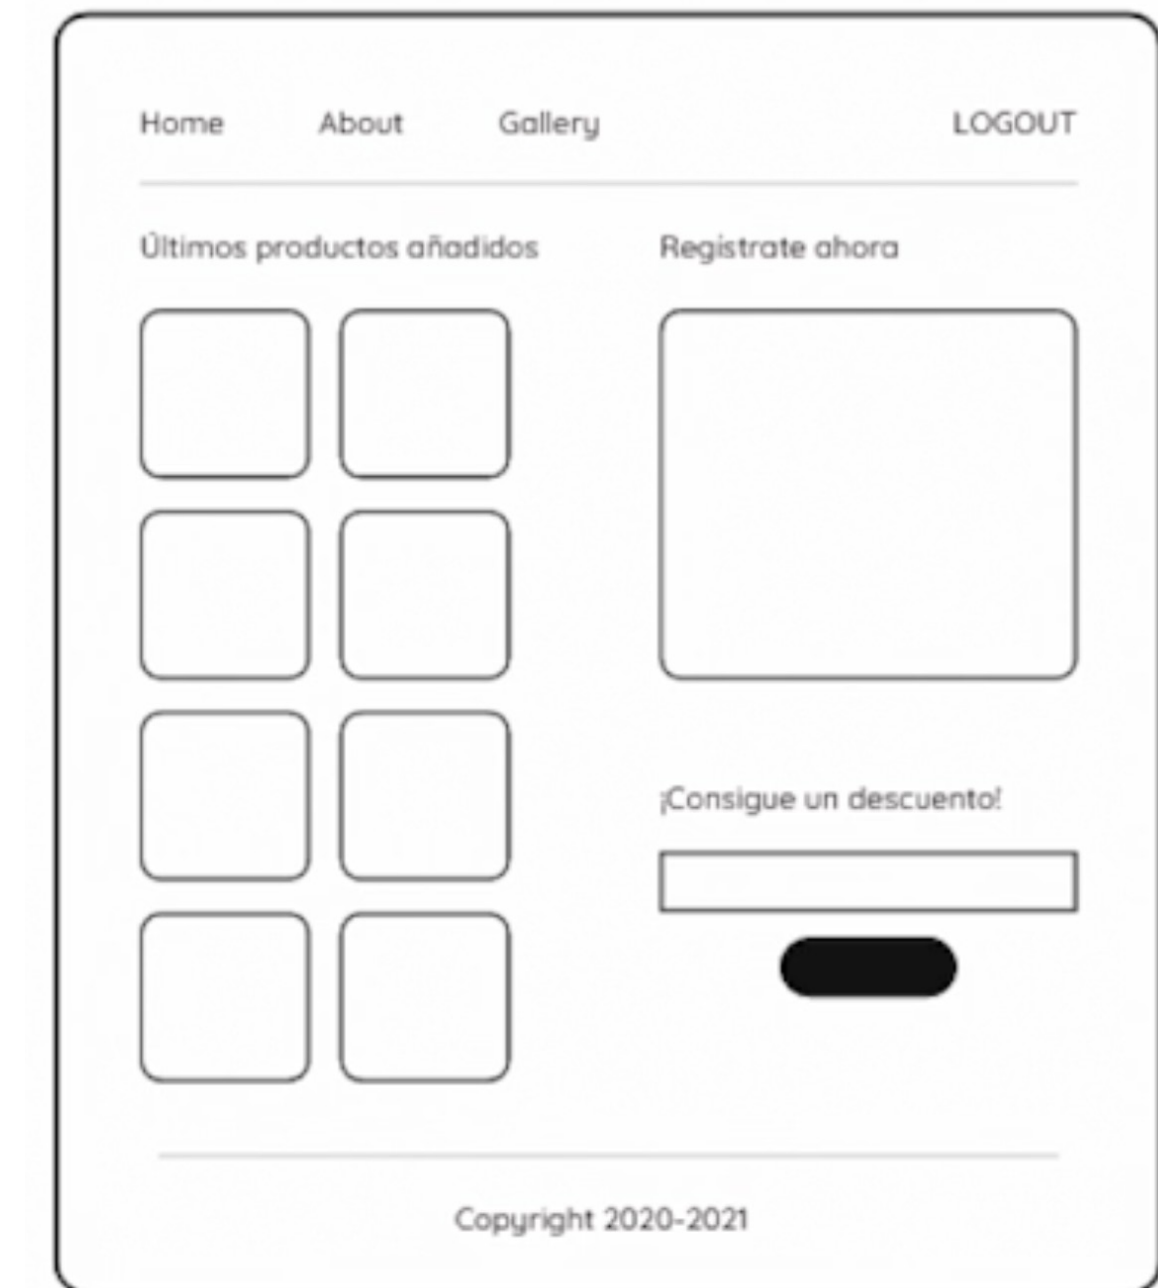 Home About Gallery LOGOUT
Últimos productos añadidos
Registrate ahora
¡Consigue un descuento!
Copyright 2020-2021